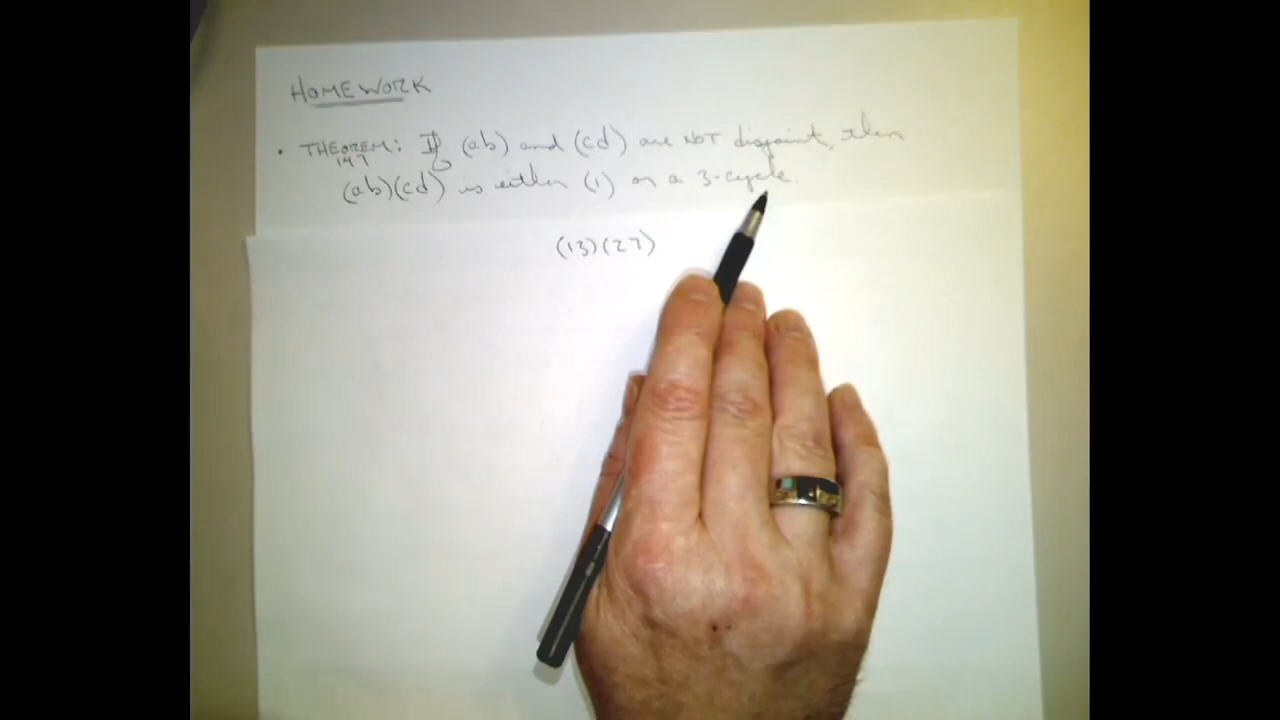 HOMEWORK
• THEOREM: If (ab) and (cd) are NOT disjoint, then
147
(ab)(cd) is either (1) or a 3-cycle.
(13)(27)